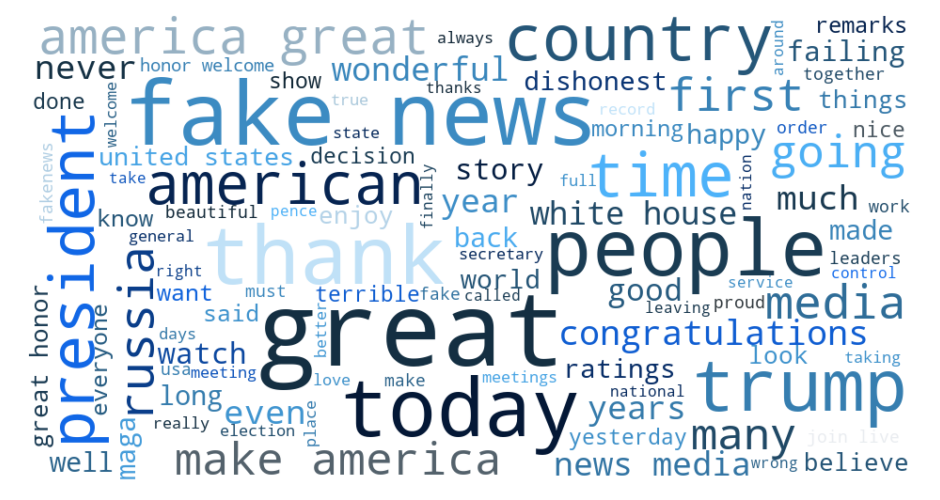 america great
always
country
around
remarks
failing
never
honor welcome
show
wonderful
thanks
dishonest
first
together
things
done
welcome
fake news
true
state
record
morning
happy
order
nice
president
fakenews
united states
decision
take
american
finally
story
full
time
nation
going
much
work
know
beautiful
pence
enjoy
year
white house
made
general
thank
back
secretary
people
leaders
control
russia
right
want
must
terrible
fake
called
world
good
service
leaving
proud
media
great honor
everyone
said
days
better
great
congratulations
watch
usa
meeting
love
make
meetings
ratings
look
taking
long
national
trump
even
today
years
really
election
place
maga
yesterday
many
join live
well
make america
news media
wrong
believe